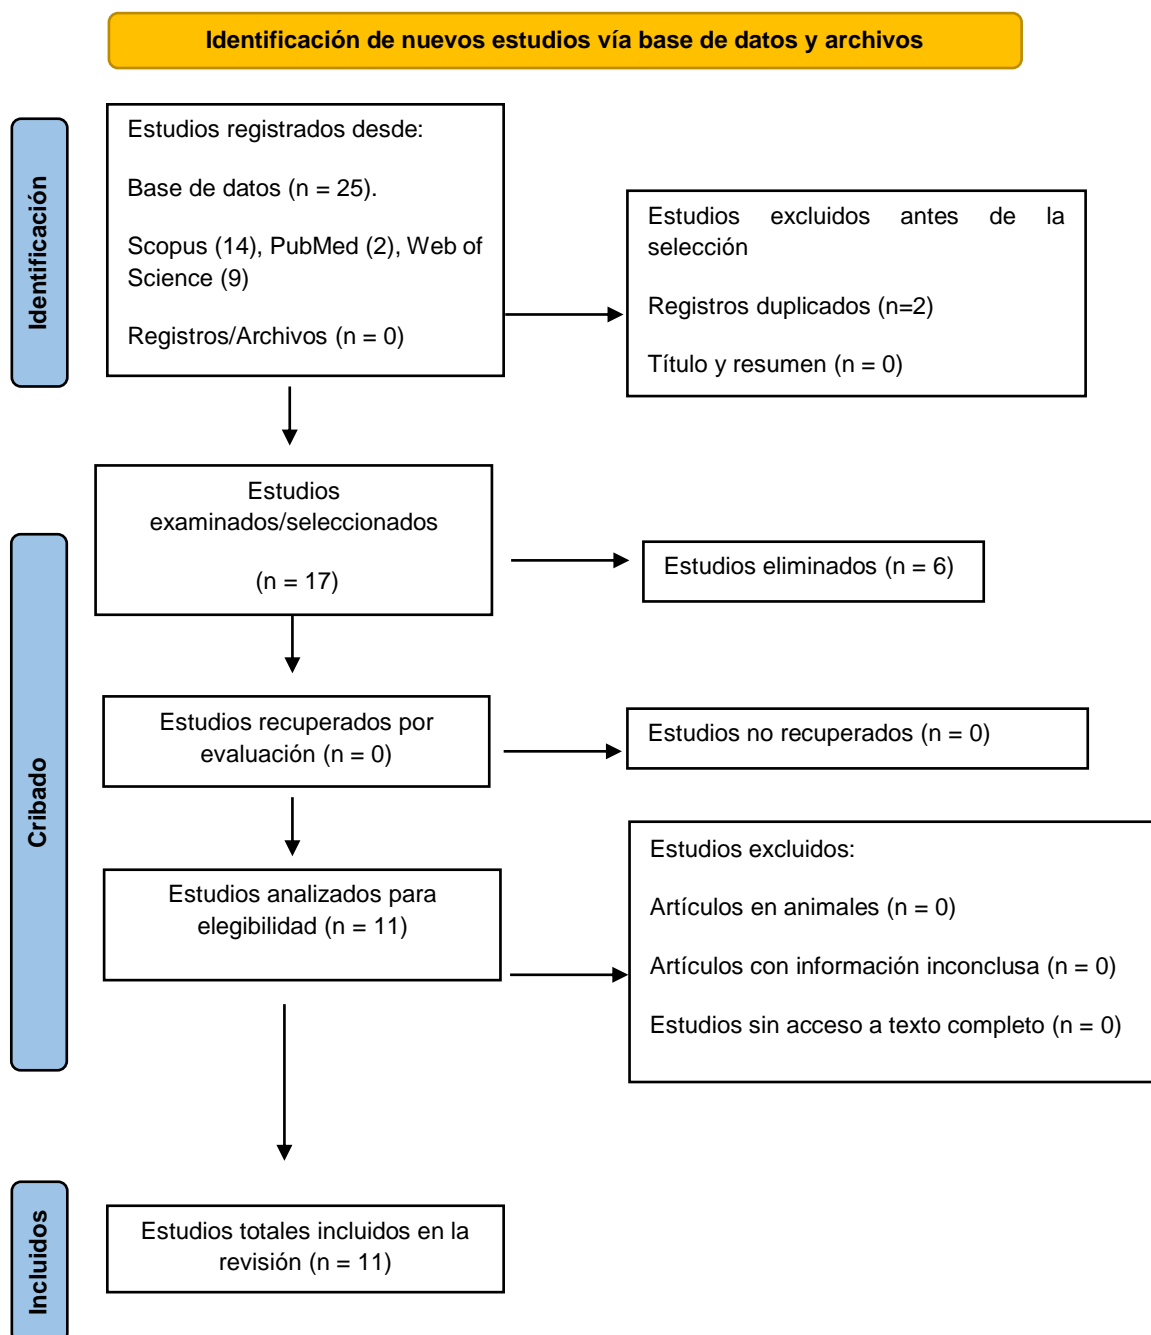 Identificación de nuevos estudios vía base de datos y archivos
Identificación
Estudios registrados desde:
Base de datos (n = 25).
Scopus (14), PubMed (2), Web of
Science (9)
Registros/Archivos (n = 0)
Estudios excluidos antes de la
selección
Registros duplicados (n=2)
Título y resumen (n = 0)
Cribado
Estudios
examinados/seleccionados
(n = 17)
Estudios eliminados (n = 6)
Estudios recuperados por
evaluación (n = 0)
Estudios no recuperados (n = 0)
Estudios analizados para
elegibilidad (n = 11)
Estudios excluidos:
Artículos en animales (n = 0)
Artículos con información inconclusa (n = 0)
Estudios sin acceso a texto completo (n = 0)
Incluidos
Estudios totales incluidos en la
revisión (n = 11)